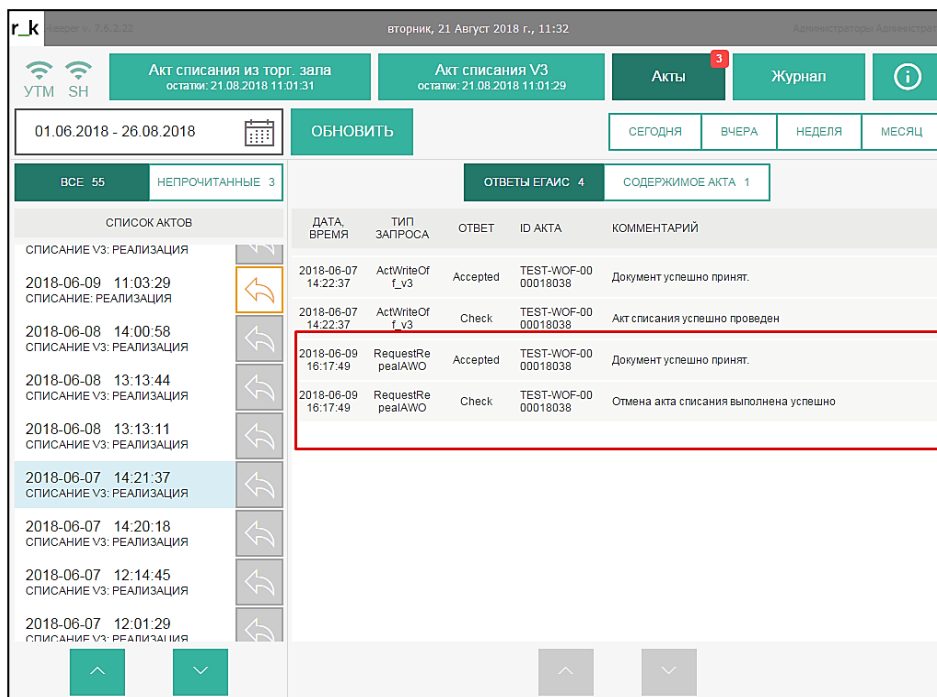 r_k keeper v. 7.6.2.22 вторник, 21 Август 2018 г., 11:32 Администраторы Администрат
УТМ SH
Акт списания из торг. зала
остатки: 21.08.2018 11:01:31
Акт списания V3
остатки: 21.08.2018 11:01:29
Акты 3
Журнал
01.06.2018 - 26.08.2018
ОБНОВИТЬ
СЕГОДНЯ ВЧЕРА НЕДЕЛЯ МЕСЯЦ
ВСЕ 55 НЕПРОЧИТАННЫЕ 3
СПИСОК АКТОВ
СПИСАНИЕ V3: РЕАЛИЗАЦИЯ
2018-06-09 11:03:29
СПИСАНИЕ: РЕАЛИЗАЦИЯ
2018-06-08 14:00:58
СПИСАНИЕ V3: РЕАЛИЗАЦИЯ
2018-06-08 13:13:44
СПИСАНИЕ V3: РЕАЛИЗАЦИЯ
2018-06-08 13:13:11
СПИСАНИЕ V3: РЕАЛИЗАЦИЯ
2018-06-07 14:21:37
СПИСАНИЕ V3: РЕАЛИЗАЦИЯ
2018-06-07 14:20:18
СПИСАНИЕ V3: РЕАЛИЗАЦИЯ
2018-06-07 12:14:45
СПИСАНИЕ V3: РЕАЛИЗАЦИЯ
2018-06-07 12:01:29
СПИСАНИЕ V3: РЕАЛИЗАЦИЯ
ОТВЕТЫ ЕГАИС 4 СОДЕРЖИМОЕ АКТА 1
ДАТА, ТИП
ВРЕМЯ ЗАПРОСА ОТВЕТ ID АКТА КОММЕНТАРИЙ
2018-06-07 ActWriteOf TEST-WOF-00
14:22:37 f_v3 Accepted 00018038 Документ успешно принят.
2018-06-07 ActWriteOf TEST-WOF-00
14:22:37 f_v3 Check 00018038 Акт списания успешно проведен
2018-06-09 RequestRe TEST-WOF-00
16:17:49 pealAWO Accepted 00018038 Документ успешно принят.
2018-06-09 RequestRe TEST-WOF-00
16:17:49 pealAWO Check 00018038 Отмена акта списания выполнена успешно